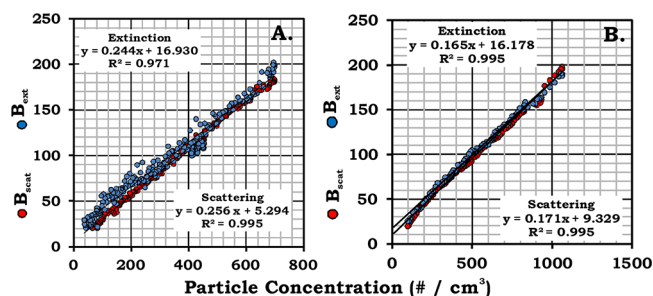 A.
Extinction
y = 0.244x + 16.930
R² = 0.971
Scattering
y = 0.256x + 5.294
R² = 0.995
250
200
150
100
50
0
0 200 400 600 800
B_ext
B_scat
B.
Extinction
y = 0.165x + 16.178
R² = 0.995
Scattering
y = 0.171x + 9.329
R² = 0.995
250
200
150
100
50
0
0 500 1000 1500
B_ext
B_scat
Particle Concentration (# / cm³)